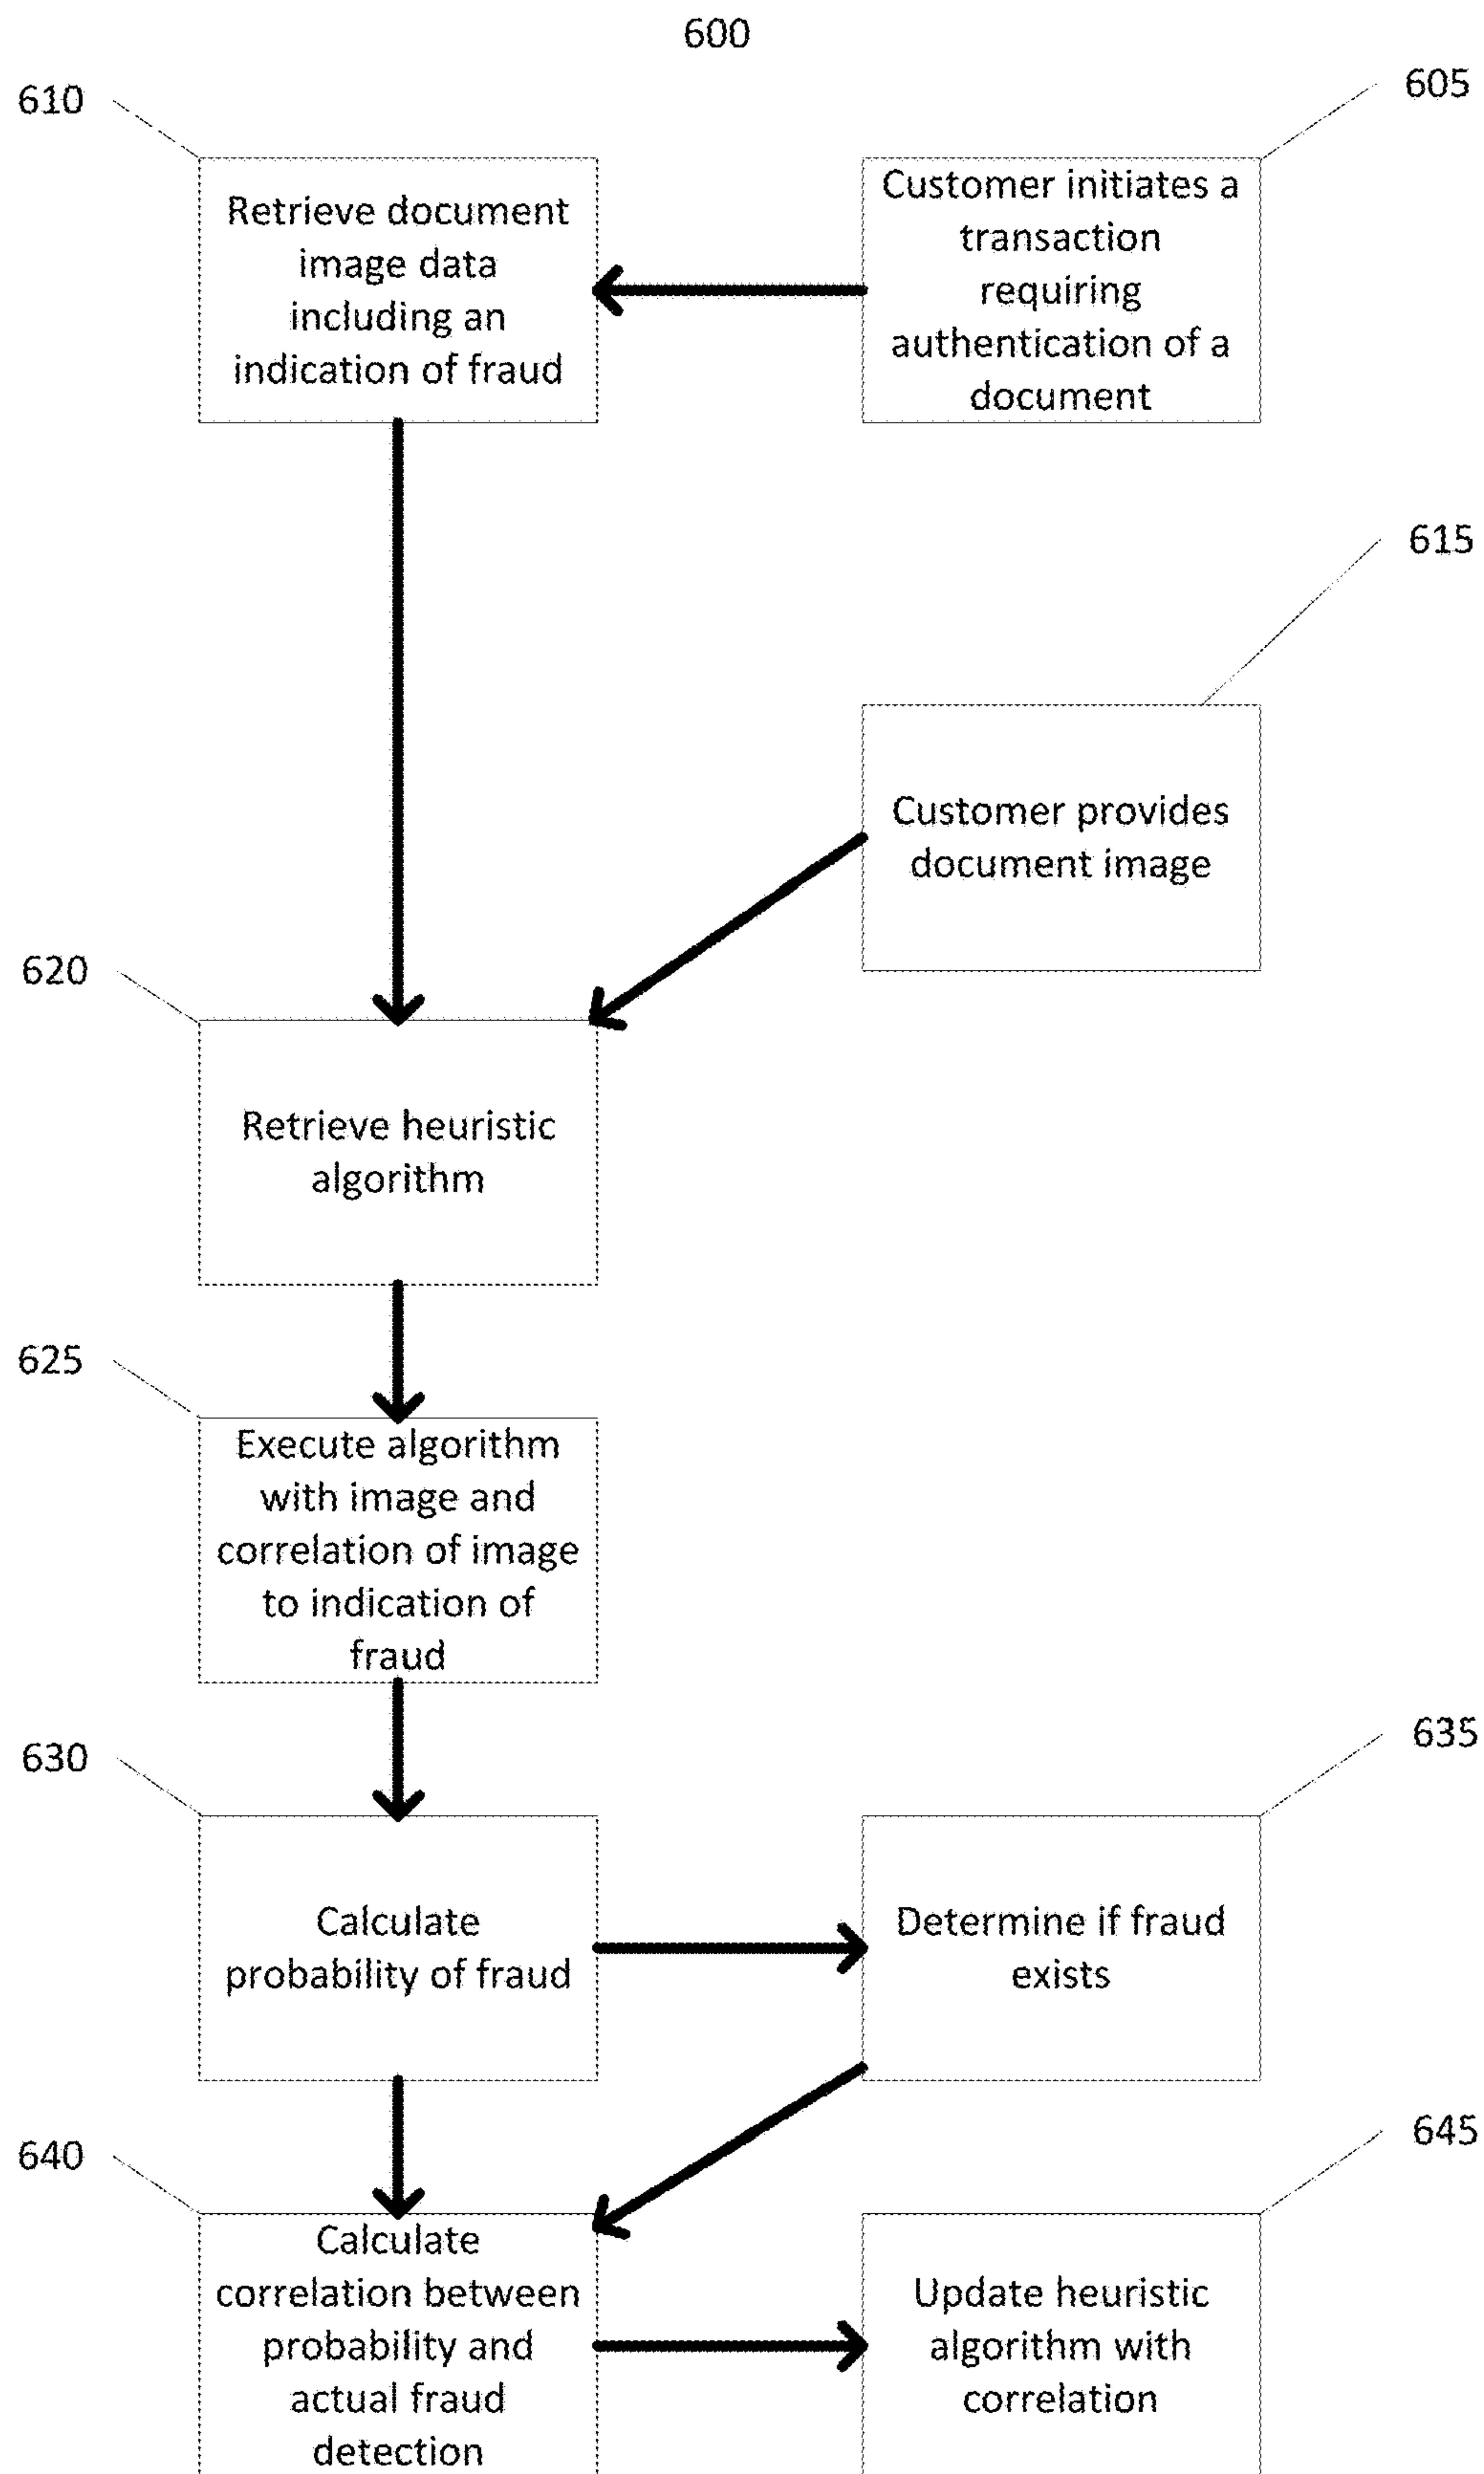 600
610
605
Retrieve document
image data
including an
indication of fraud
Customer initiates a
transaction
requiring
authentication of a
document
615
Customer provides
document image
620
Retrieve heuristic
algorithm
625
Execute algorithm
with image and
correlation of image
to indication of
fraud
630
635
Calculate
probability of fraud
Determine if fraud
exists
640
645
Calculate
correlation between
probability and
actual fraud
detection
Update heuristic
algorithm with
correlation